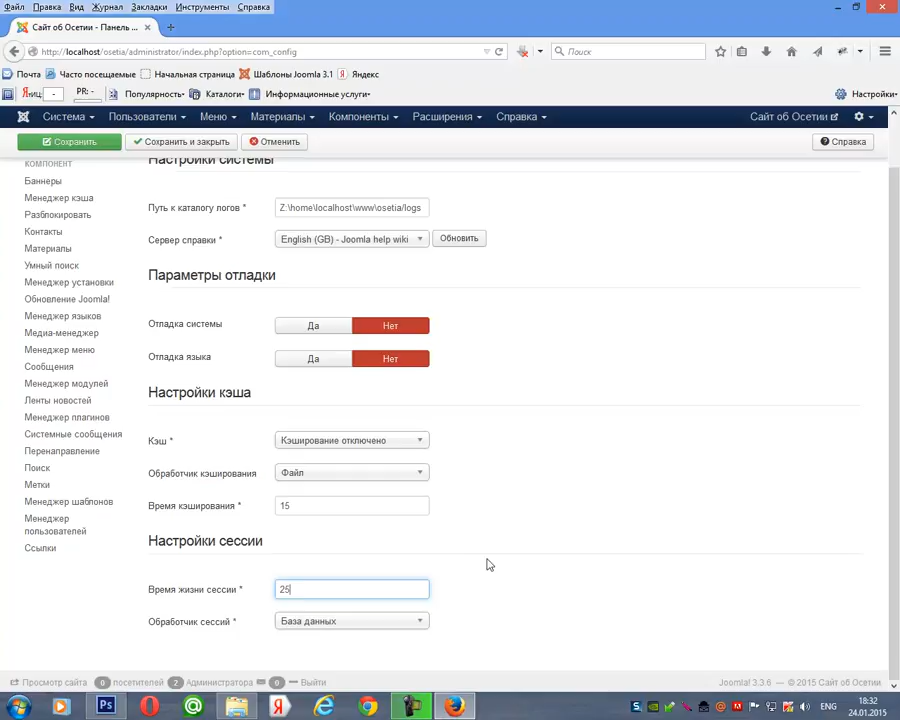 Файл Правка Вид Журнал Закладки Инструменты Справка
Сайт об Осетии - Панель ...
http://localhost/osetia/administrator/index.php?option=com_config
Поиск
Почта Часто посещаемые Начальная страница Шаблоны Joomla 3.1 Яндекс
Яиц: - PR: - Популярность Каталоги Информационные услуги Настройки
Система Пользователи Меню Материалы Компоненты Расширения Справка Сайт об Осетии
Сохранить Сохранить и закрыть Отменить Справка
КОМПОНЕНТ
Баннеры
Менеджер кэша
Разблокировать
Контакты
Материалы
Умный поиск
Менеджер установки
Обновление Joomla!
Менеджер языков
Медиа-менеджер
Менеджер меню
Сообщения
Менеджер модулей
Ленты новостей
Менеджер плагинов
Системные сообщения
Перенаправление
Поиск
Метки
Менеджер шаблонов
Менеджер
пользователей
Ссылки
Настройки системы
Путь к каталогу логов * Z:\home\localhost\www\osetia/logs
Сервер справки * English (GB) - Joomla help wiki Обновить
Параметры отладки
Отладка системы Да Нет
Отладка языка Да Нет
Настройки кэша
Кэш * Кэширование отключено
Обработчик кэширования Файл
Время кэширования * 15
Настройки сессии
Время жизни сессии * 25
Обработчик сессий * База данных
Просмотр сайта 0 посетителей 2 Администратора 0 Выйти Joomla! 3.3.6 — © 2015 Сайт об Осетии
ENG 18:32
24.01.2015